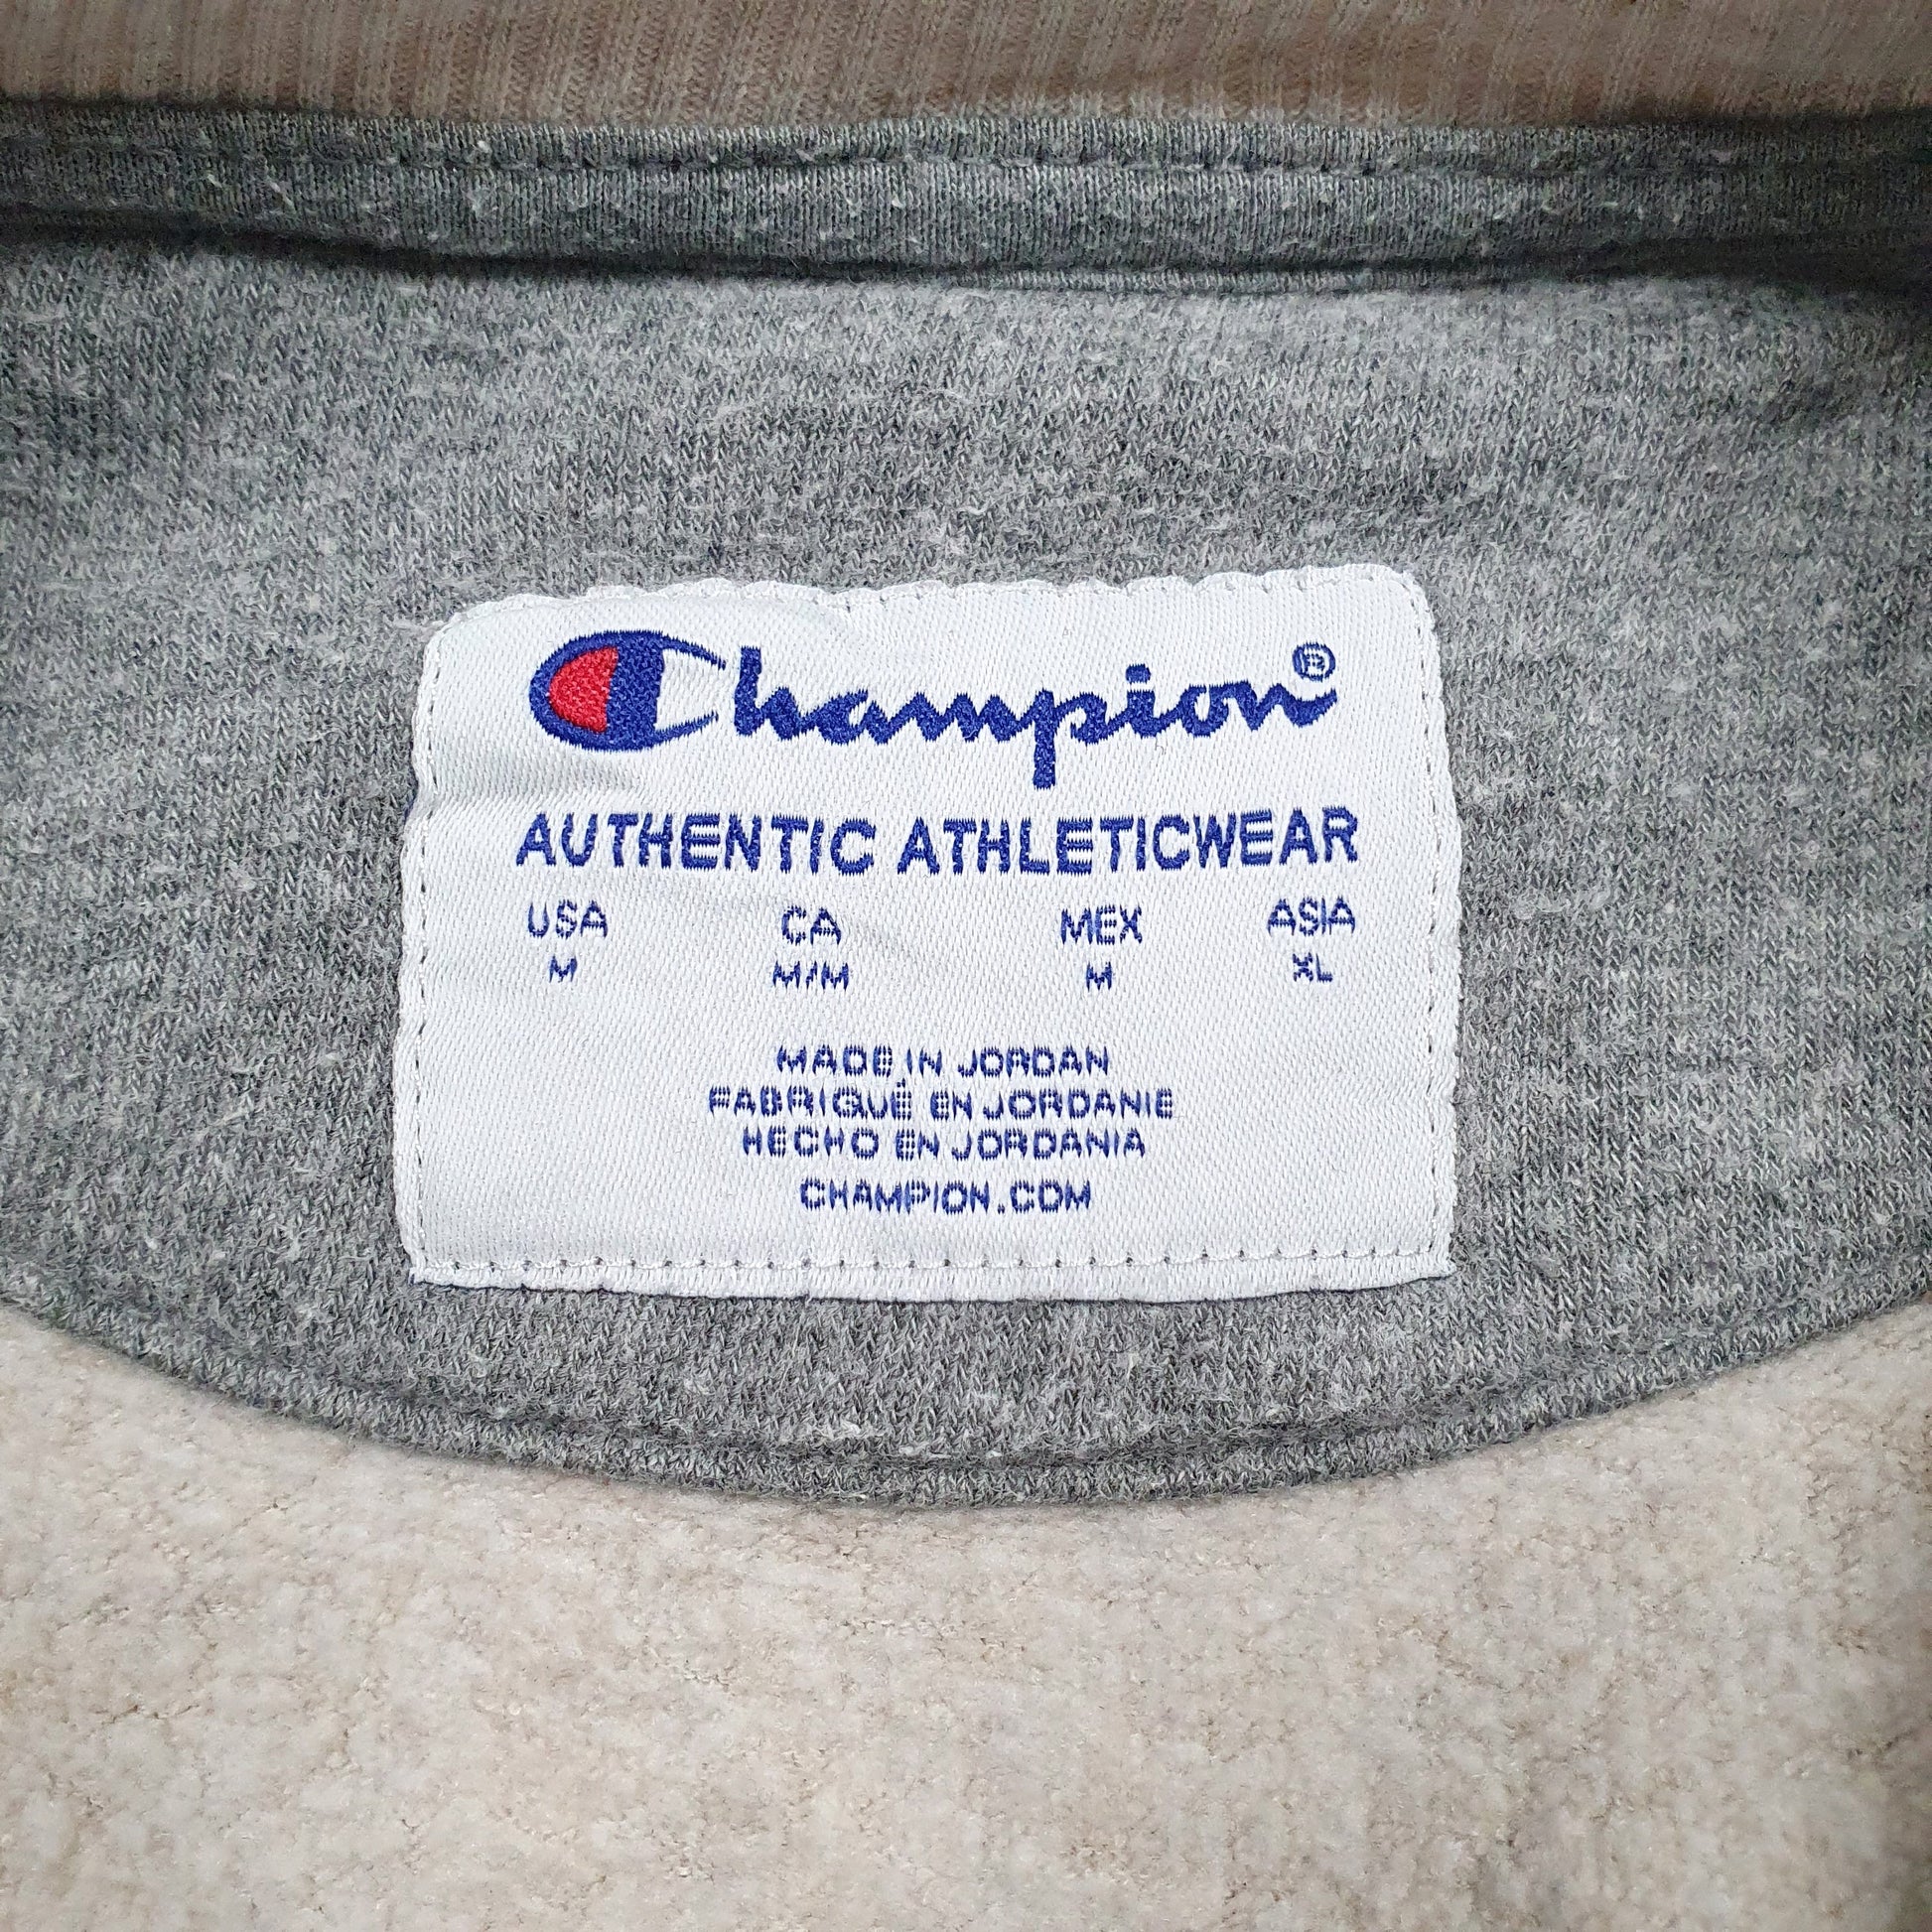 Champion®
AUTHENTIC ATHLETICWEAR
USA CA MEX ASIA
M M/M M XL
MADE IN JORDAN
FABRIQUÉ EN JORDANIE
HECHO EN JORDANIA
CHAMPION.COM